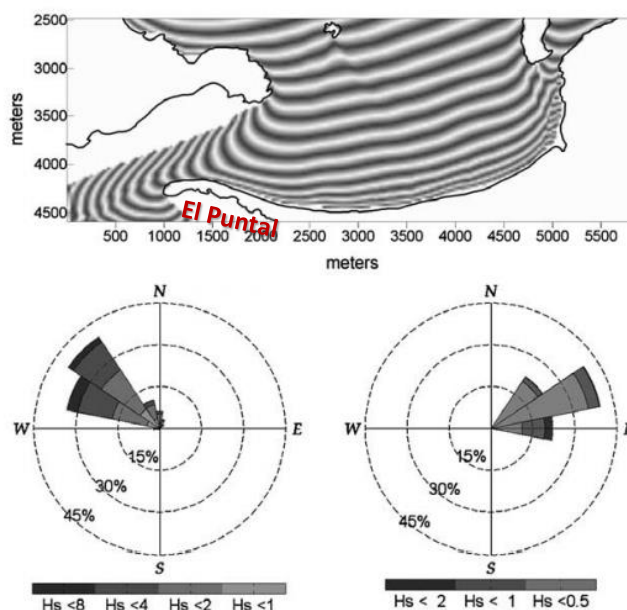 2500
3000
3500
4000
4500
meters
El Puntal
500 1000 1500 2000 2500 3000 3500 4000 4500 5000 5500
meters
N
W E
S
15%
30%
45%
Hs <8 Hs <4 Hs <2 Hs <1
N
W
S
15%
30%
45%
Hs < 2 Hs < 1 Hs <0.5